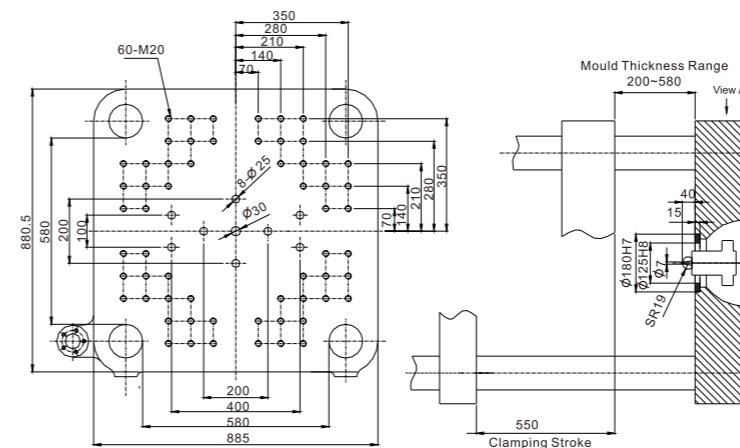 350
280
210
140
70
60-M20
8-Ø25
Ø30
880.5
580
200
100
70
140
210
280
350
200
400
580
885
Mould Thickness Range
200~580
View A
40
15
Ø180H7
Ø125H8
Ø7
SR19
550
Clamping Stroke